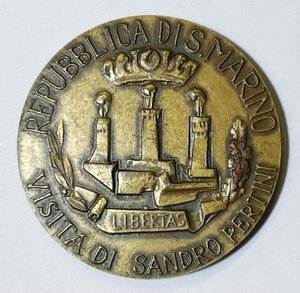 REPUBBLICA DI S. MARINO
LIBERTAS
VISITA DI SANDRO PERTINI